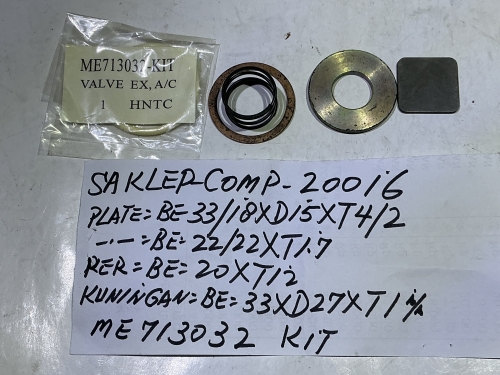 ME713032-KIT
VALVE EX, A/C
1 HNTC
SAKLEP-COMP-20016
PLATE=BE 33/18XD15XT4/2
-..-=BE=22/22XT1.7
PER=BE=20XT12
KUNINGAN=BE=33XD27XT1
ME713032 KIT